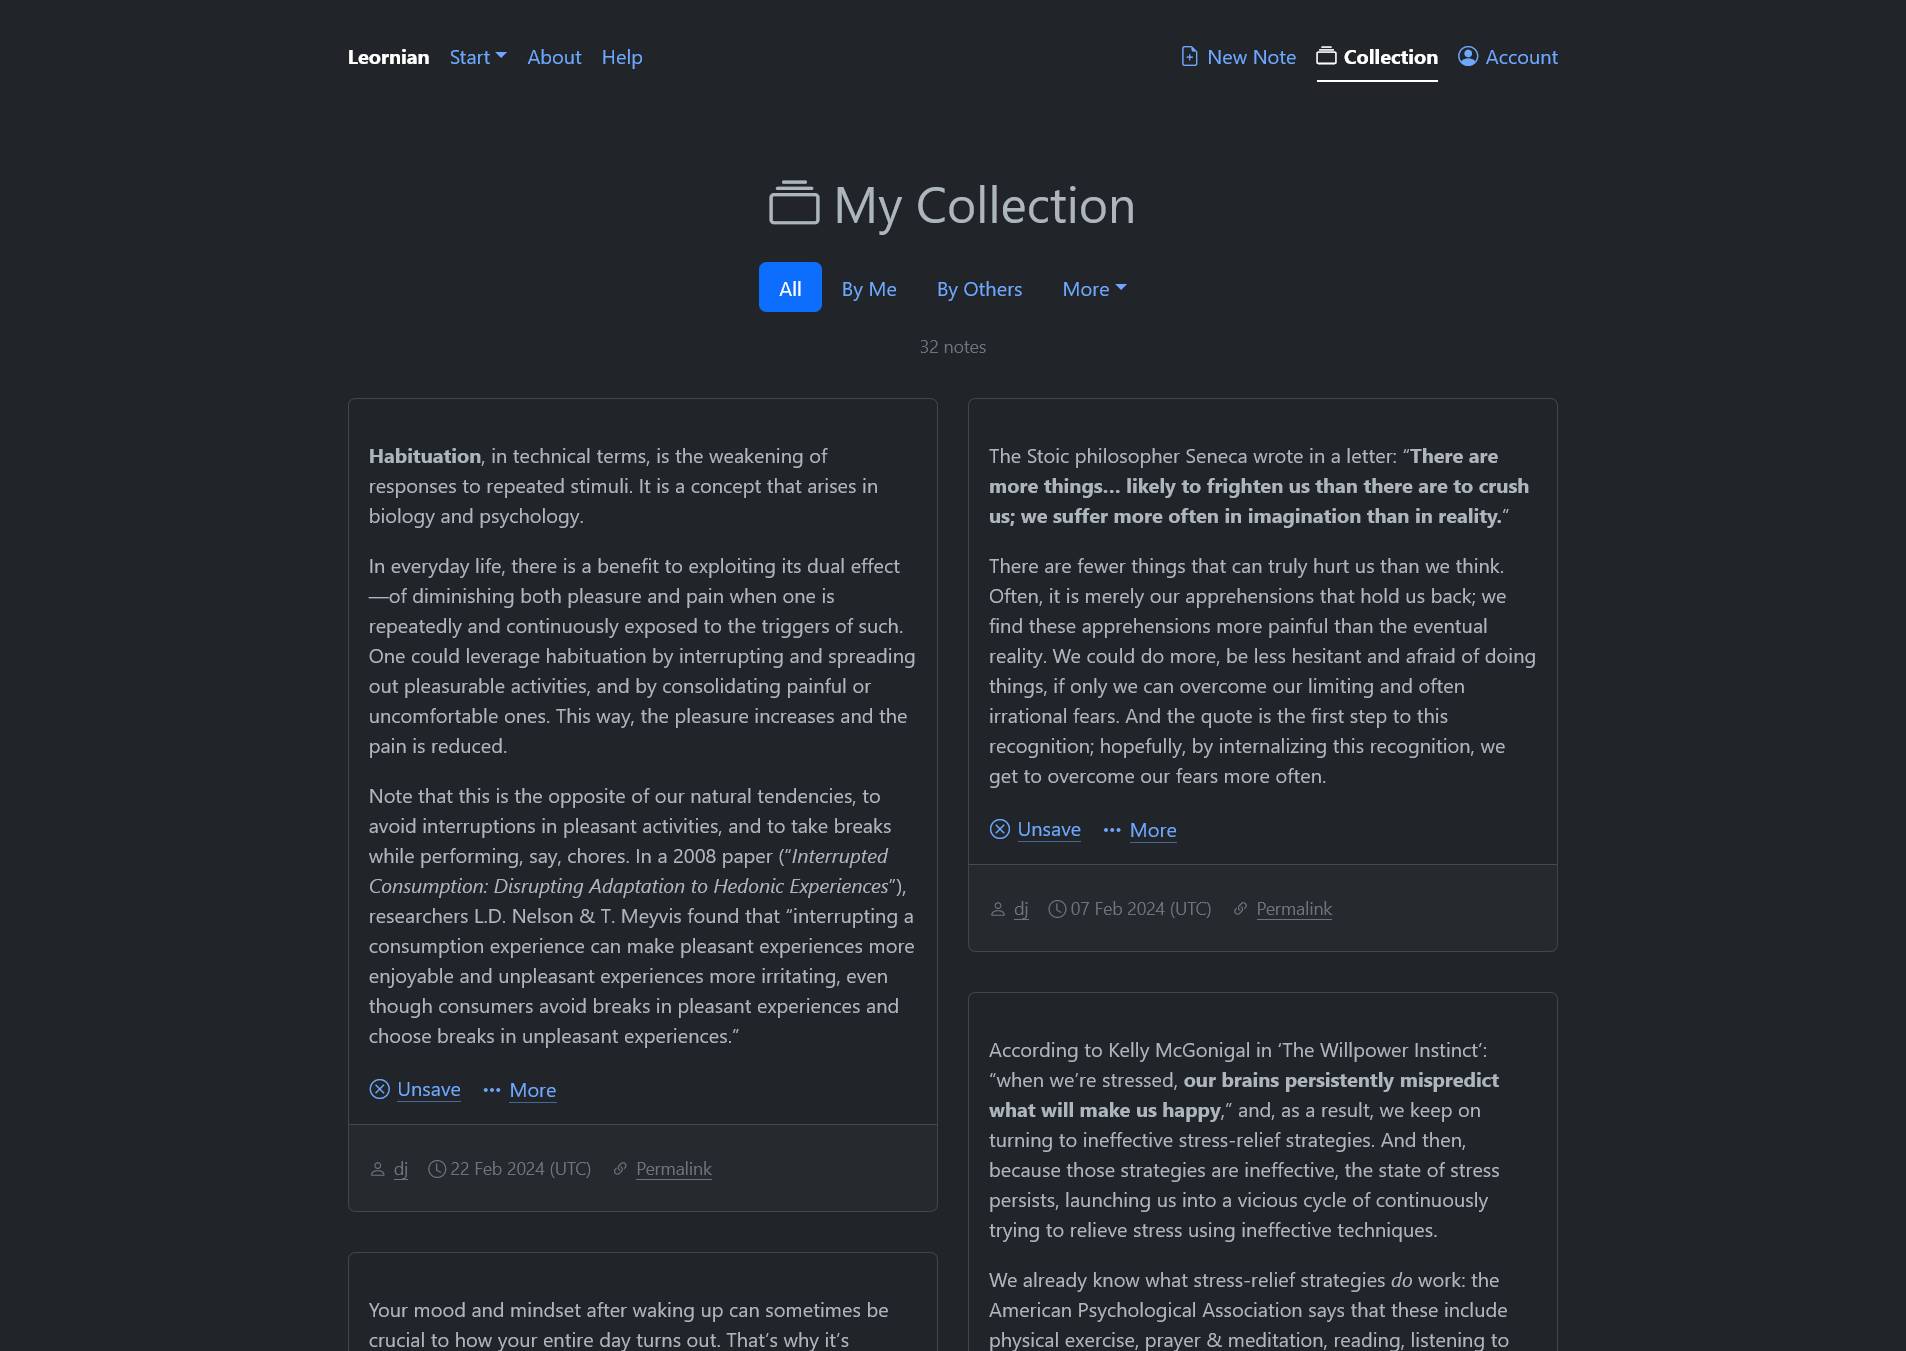 Leornian Start About Help New Note Collection Account
My Collection
All By Me By Others More
32 notes
Habituation, in technical terms, is the weakening of
responses to repeated stimuli. It is a concept that arises in
biology and psychology.
In everyday life, there is a benefit to exploiting its dual effect
—of diminishing both pleasure and pain when one is
repeatedly and continuously exposed to the triggers of such.
One could leverage habituation by interrupting and spreading
out pleasurable activities, and by consolidating painful or
uncomfortable ones. This way, the pleasure increases and the
pain is reduced.
Note that this is the opposite of our natural tendencies, to
avoid interruptions in pleasant activities, and to take breaks
while performing, say, chores. In a 2008 paper (“Interrupted
Consumption: Disrupting Adaptation to Hedonic Experiences”),
researchers L.D. Nelson & T. Meyvis found that “interrupting a
consumption experience can make pleasant experiences more
enjoyable and unpleasant experiences more irritating, even
though consumers avoid breaks in pleasant experiences and
choose breaks in unpleasant experiences.”
Unsave More
dj 22 Feb 2024 (UTC) Permalink
Your mood and mindset after waking up can sometimes be
crucial to how your entire day turns out. That’s why it’s
The Stoic philosopher Seneca wrote in a letter: “There are
more things… likely to frighten us than there are to crush
us; we suffer more often in imagination than in reality.”
There are fewer things that can truly hurt us than we think.
Often, it is merely our apprehensions that hold us back; we
find these apprehensions more painful than the eventual
reality. We could do more, be less hesitant and afraid of doing
things, if only we can overcome our limiting and often
irrational fears. And the quote is the first step to this
recognition; hopefully, by internalizing this recognition, we
get to overcome our fears more often.
Unsave More
dj 07 Feb 2024 (UTC) Permalink
According to Kelly McGonigal in ‘The Willpower Instinct’:
“when we’re stressed, our brains persistently mispredict
what will make us happy,” and, as a result, we keep on
turning to ineffective stress-relief strategies. And then,
because those strategies are ineffective, the state of stress
persists, launching us into a vicious cycle of continuously
trying to relieve stress using ineffective techniques.
We already know what stress-relief strategies do work: the
American Psychological Association says that these include
physical exercise, prayer & meditation, reading, listening to